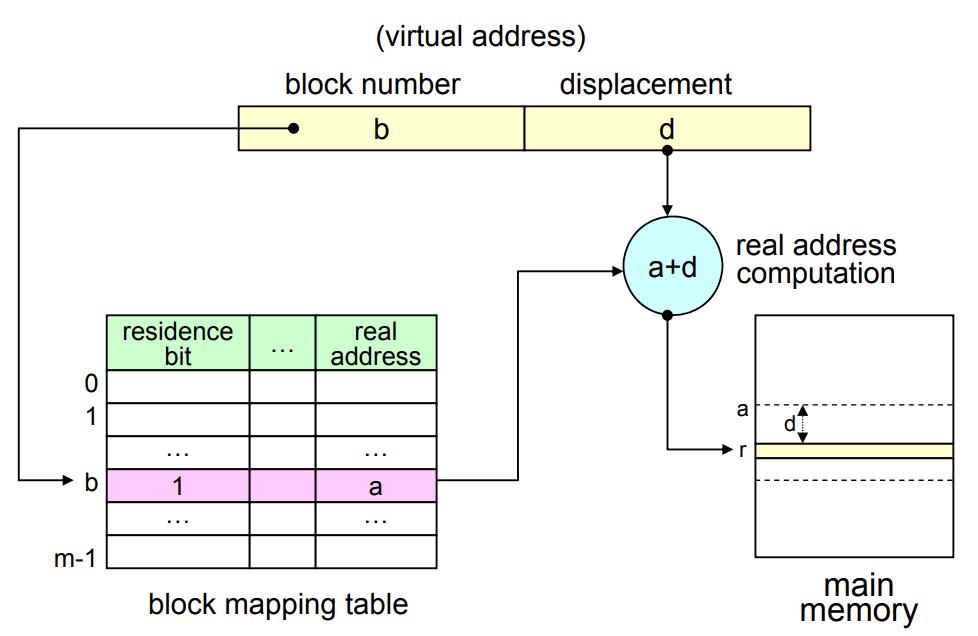 (virtual address)
block number
displacement
b
d
a+d
real address
computation
residence
bit
...
real
address
0
1
...
...
b
1
a
...
...
m-1
block mapping table
a
d
r
main
memory